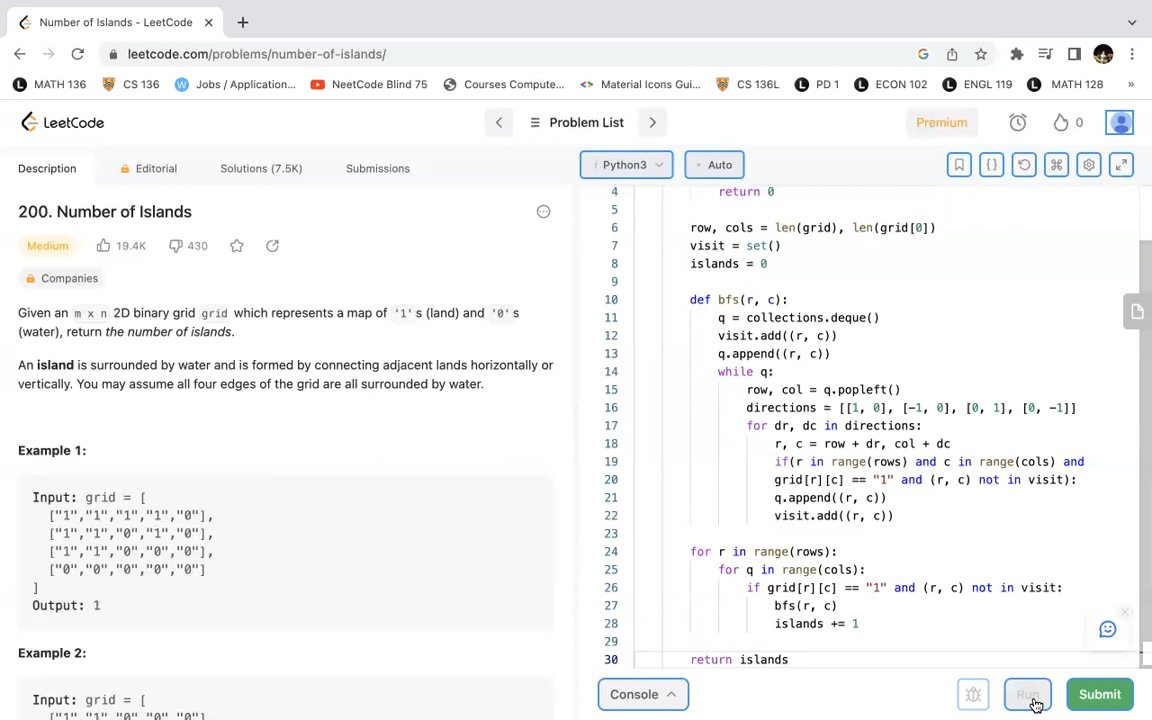 Number of Islands - LeetCode
leetcode.com/problems/number-of-islands/
MATH 136 CS 136 Jobs / Application... NeetCode Blind 75 Courses Compute... Material Icons Gui... CS 136L PD 1 ECON 102 ENGL 119 MATH 128 »
LeetCode Problem List Premium 0
Description Editorial Solutions (7.5K) Submissions
Python3 Auto
200. Number of Islands
Medium 19.4K 430
Companies
Given an m x n 2D binary grid grid which represents a map of '1's (land) and '0's
(water), return the number of islands.
An island is surrounded by water and is formed by connecting adjacent lands horizontally or
vertically. You may assume all four edges of the grid are all surrounded by water.
Example 1:
Input: grid = [
["1","1","1","1","0"],
["1","1","0","1","0"],
["1","1","0","0","0"],
["0","0","0","0","0"]
]
Output: 1
Example 2:
Input: grid = [
4 return 0
5
6 row, cols = len(grid), len(grid[0])
7 visit = set()
8 islands = 0
9
10 def bfs(r, c):
11 q = collections.deque()
12 visit.add((r, c))
13 q.append((r, c))
14 while q:
15 row, col = q.popleft()
16 directions = [[1, 0], [-1, 0], [0, 1], [0, -1]]
17 for dr, dc in directions:
18 r, c = row + dr, col + dc
19 if(r in range(rows) and c in range(cols) and
20 grid[r][c] == "1" and (r, c) not in visit):
21 q.append((r, c))
22 visit.add((r, c))
23
24 for r in range(rows):
25 for q in range(cols):
26 if grid[r][c] == "1" and (r, c) not in visit:
27 bfs(r, c)
28 islands += 1
29
30 return islands
Console Run Submit